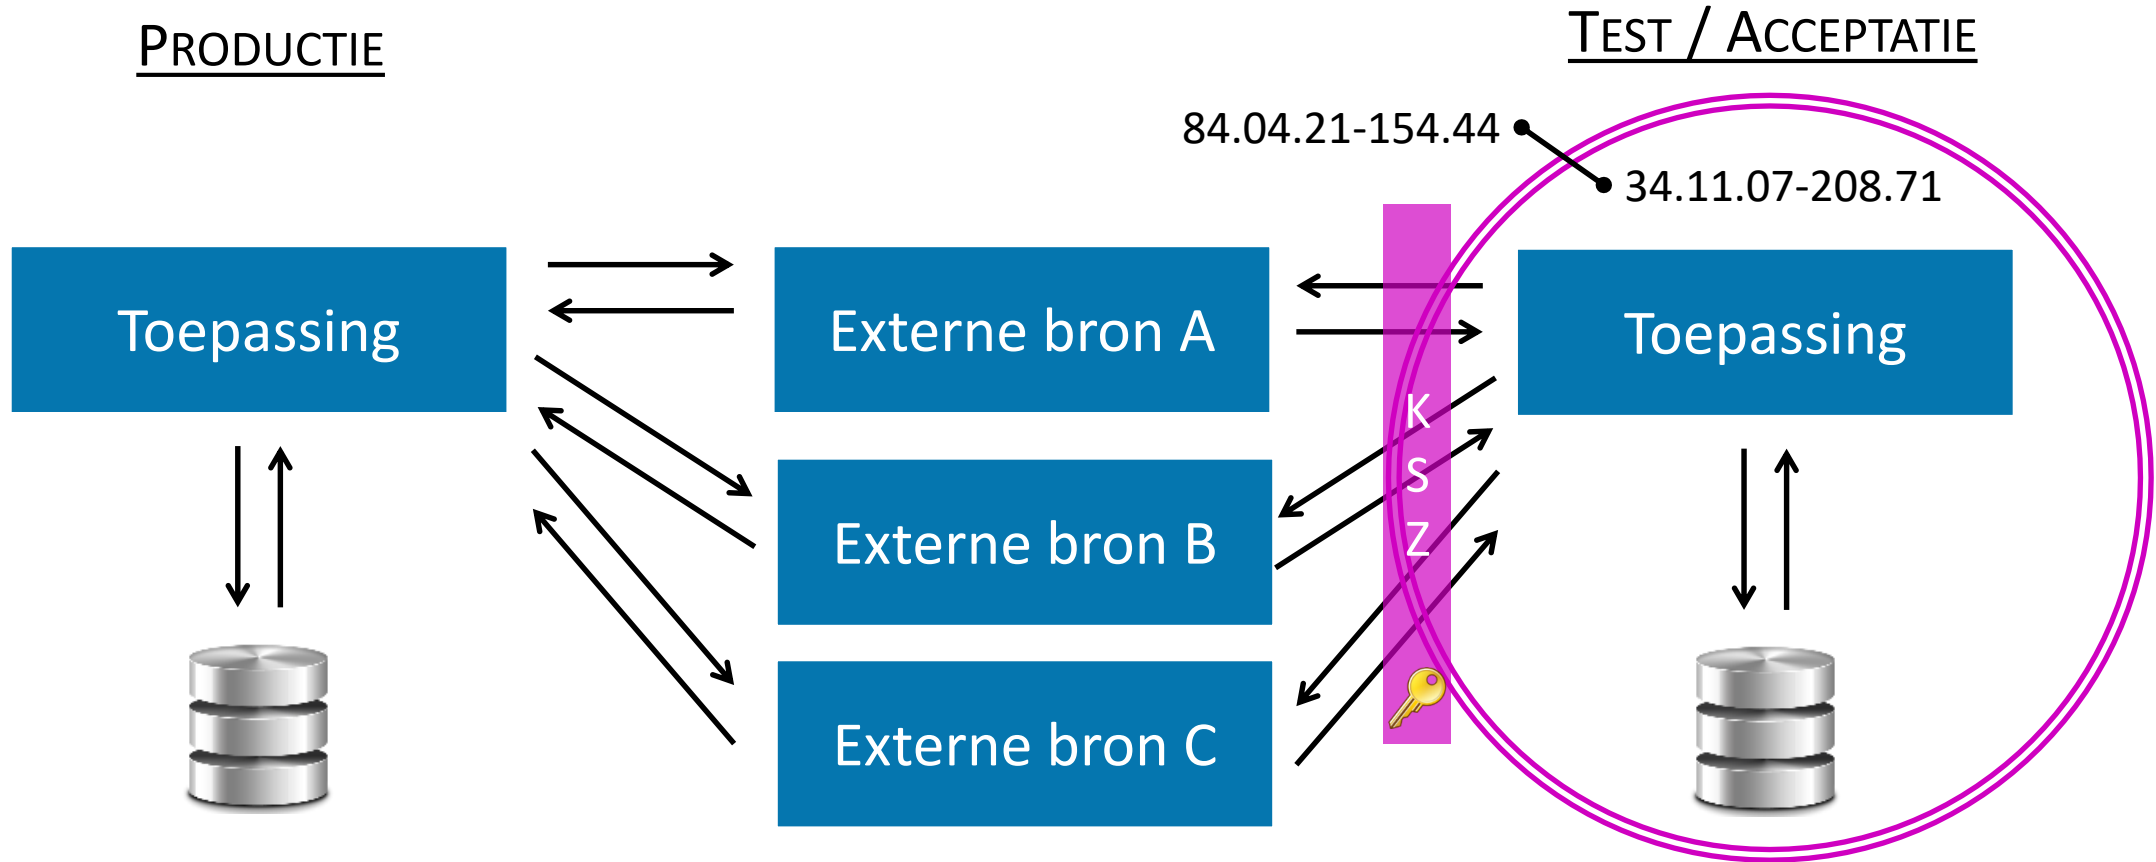 PRODUCTIE
TEST / ACCEPTATIE
84.04.21-154.44
34.11.07-208.71
Toepassing
Externe bron A
Toepassing
K
S
Z
Externe bron B
Externe bron C